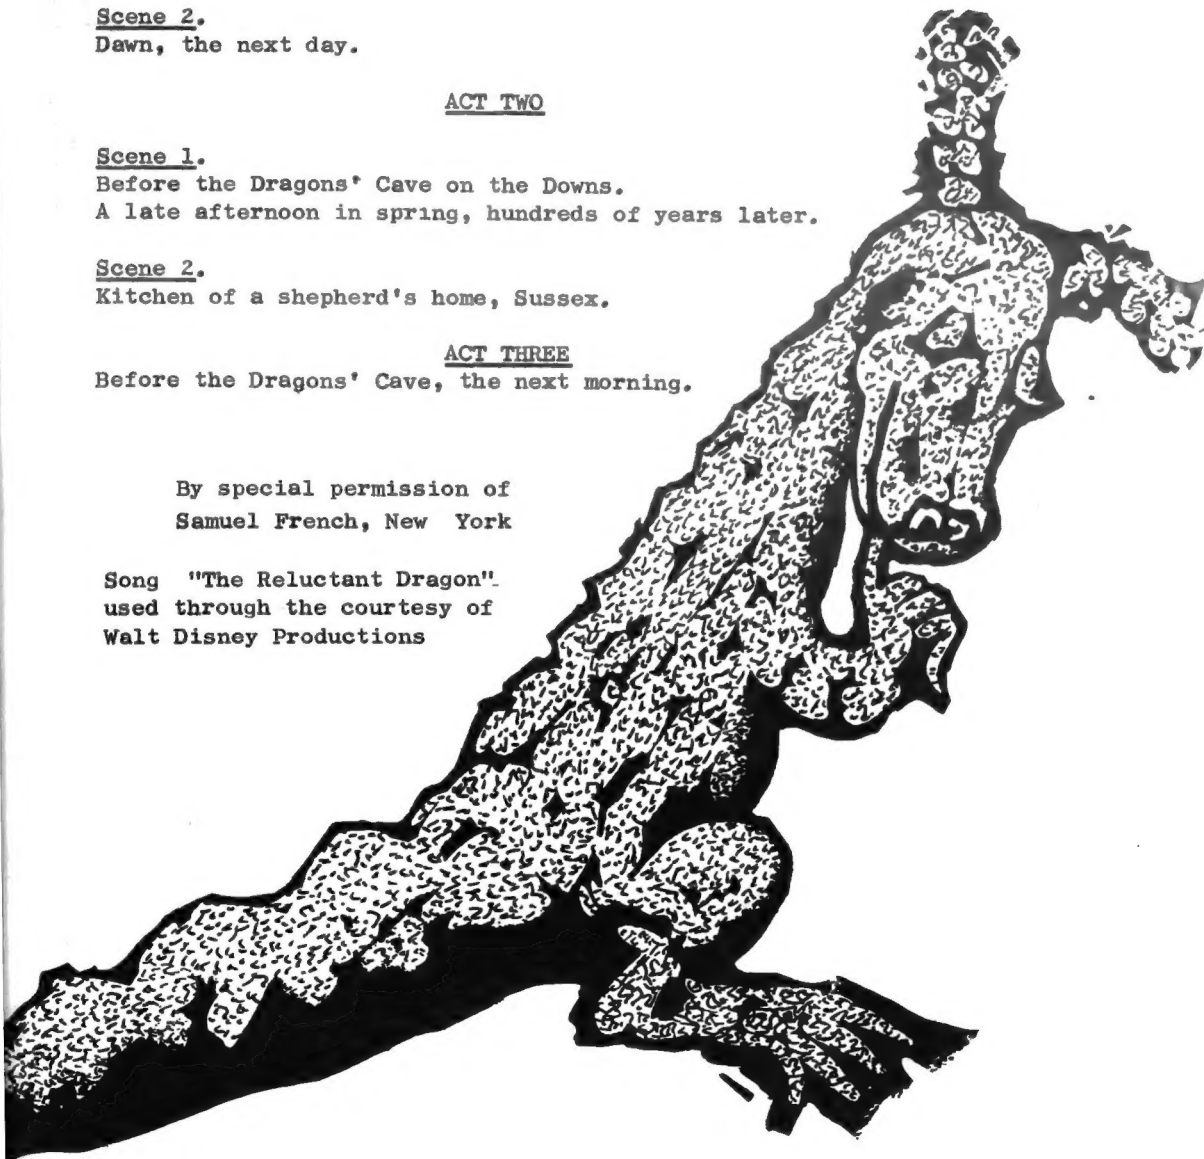 Scene 2.
Dawn, the next day.
ACT TWO
Scene 1.
Before the Dragons' Cave on the Downs.
A late afternoon in spring, hundreds of years later.
Scene 2.
Kitchen of a shepherd's home, Sussex.
ACT THREE
Before the Dragons' Cave, the next morning.
By special permission of
Samuel French, New York
Song "The Reluctant Dragon"
used through the courtesy of
Walt Disney Productions